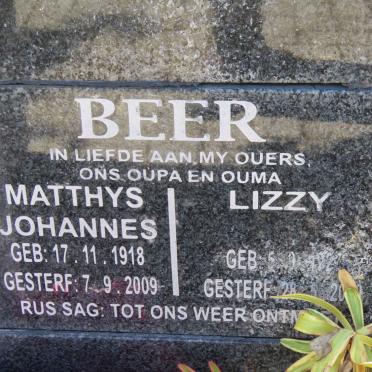 BEER
IN LIEFDE AAN MY OUERS,
ONS OUPA EN OUMA
MATTHYS
JOHANNES
GEB: 17.11.1918
GESTERF: 7.9.2009
LIZZY
GEB
GESTERF
RUS SAG: TOT ONS WEER